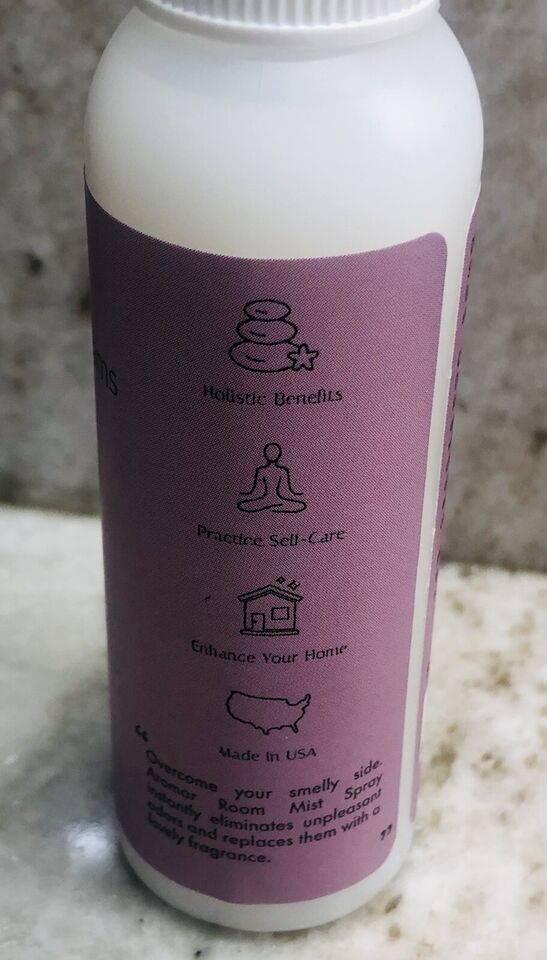 Holistic Benefits
Practice Self-Care
Enhance Your Home
Made In USA
“
Overcome your smelly side.
Aromar Room Mist Spray
instantly eliminates unpleasant
odors and replaces them with a
lovely fragrance.
”